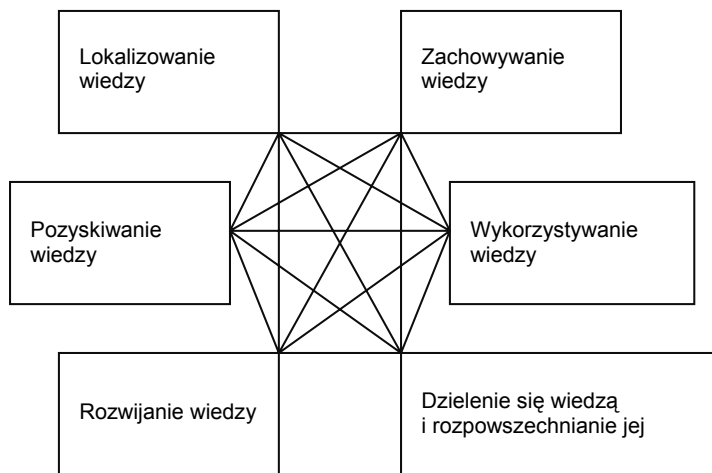 Lokalizowanie
wiedzy
Zachowywanie
wiedzy
Pozyskiwanie
wiedzy
Wykorzystywanie
wiedzy
Rozwijanie wiedzy
Dzielenie się wiedzą
i rozpowszechnianie jej